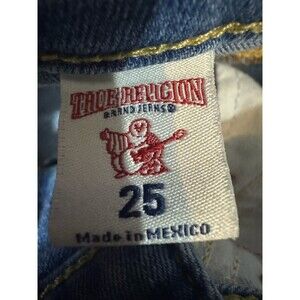 TRUE RELIGION
BRAND JEANS®
25
Made in MEXICO